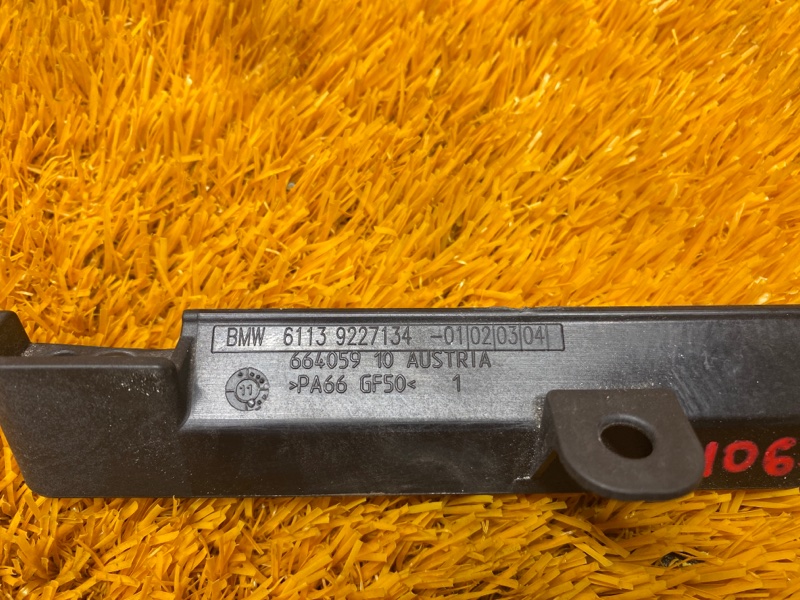 BMW 6113 9227134 -01|02|03|04|
664059 10 AUSTRIA
>PA66 GF50< 1
11
106